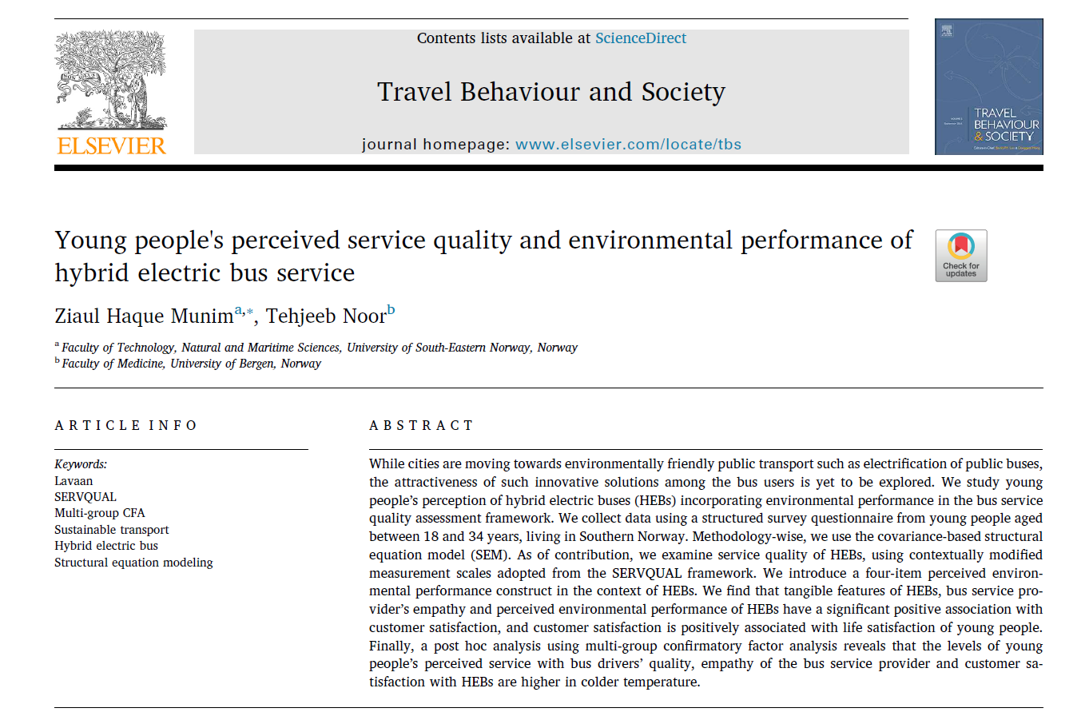 Contents lists available at ScienceDirect
Travel Behaviour and Society
journal homepage: www.elsevier.com/locate/tbs
ELSEVIER
TRAVEL
BEHAVIOUR
& SOCIETY
Young people's perceived service quality and environmental performance of
hybrid electric bus service
Check for
updates
Ziaul Haque Munim a,*, Tehjeeb Noor b
a Faculty of Technology, Natural and Maritime Sciences, University of South-Eastern Norway, Norway
b Faculty of Medicine, University of Bergen, Norway
ARTICLE INFO
Keywords:
Lavaan
SERVQUAL
Multi-group CFA
Sustainable transport
Hybrid electric bus
Structural equation modeling
ABSTRACT
While cities are moving towards environmentally friendly public transport such as electrification of public buses,
the attractiveness of such innovative solutions among the bus users is yet to be explored. We study young
people's perception of hybrid electric buses (HEBs) incorporating environmental performance in the bus service
quality assessment framework. We collect data using a structured survey questionnaire from young people aged
between 18 and 34 years, living in Southern Norway. Methodology-wise, we use the covariance-based structural
equation model (SEM). As of contribution, we examine service quality of HEBs, using contextually modified
measurement scales adopted from the SERVQUAL framework. We introduce a four-item perceived environ-
mental performance construct in the context of HEBs. We find that tangible features of HEBs, bus service pro-
vider's empathy and perceived environmental performance of HEBs have a significant positive association with
customer satisfaction, and customer satisfaction is positively associated with life satisfaction of young people.
Finally, a post hoc analysis using multi-group confirmatory factor analysis reveals that the levels of young
people's perceived service with bus drivers' quality, empathy of the bus service provider and customer sa-
tisfaction with HEBs are higher in colder temperature.